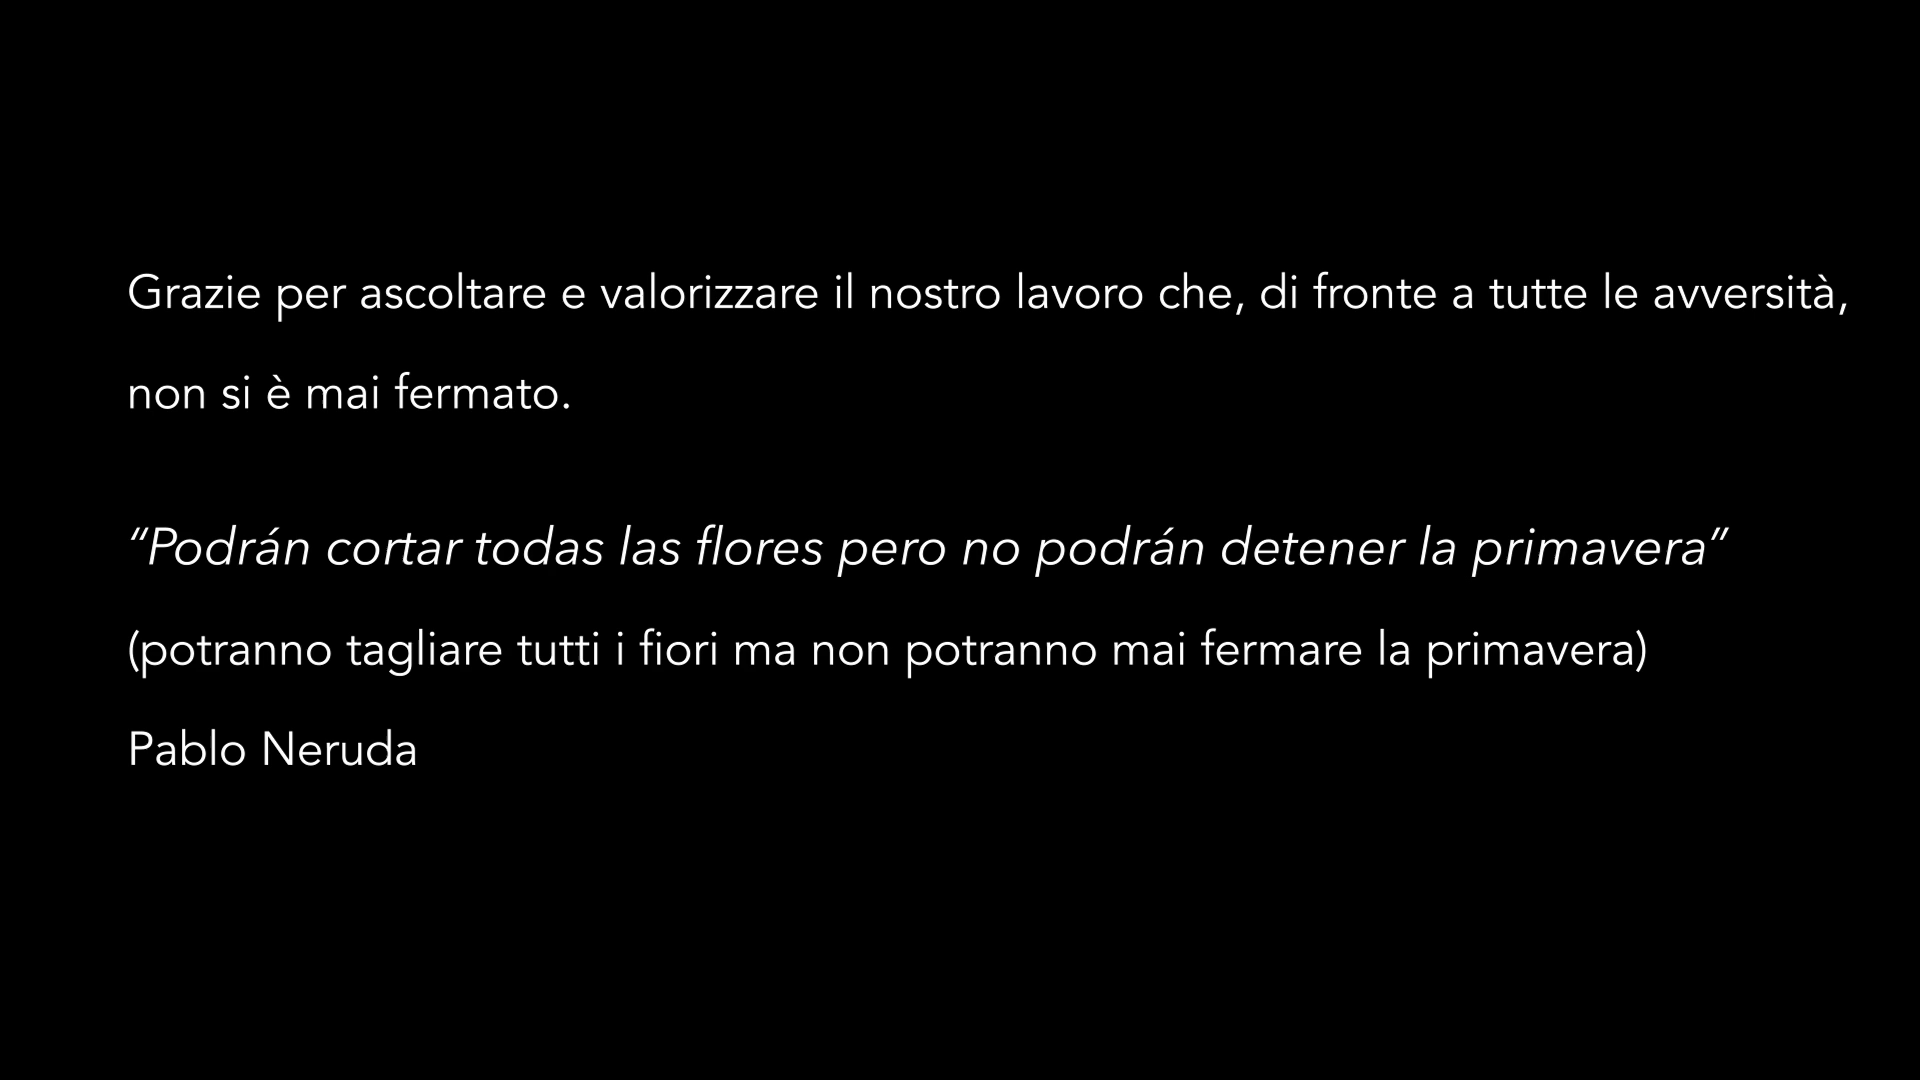 Grazie per ascoltare e valorizzare il nostro lavoro che, di fronte a tutte le avversità,
non si è mai fermato.
“Podrán cortar todas las flores pero no podrán detener la primavera”
(potranno tagliare tutti i fiori ma non potranno mai fermare la primavera)
Pablo Neruda